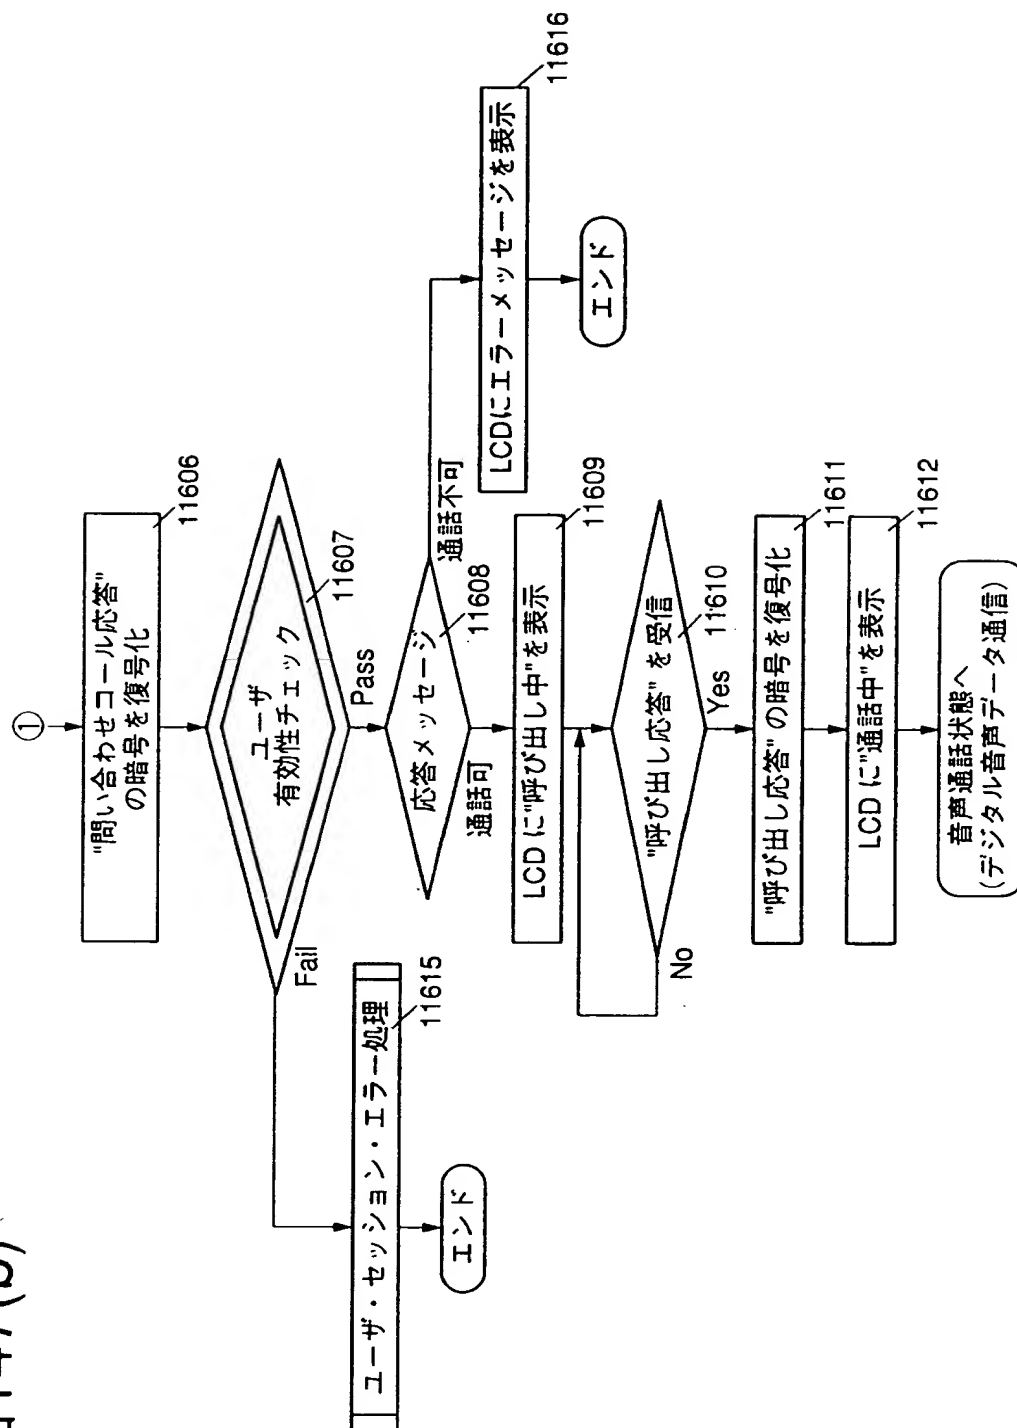 ①
"問い合わせコール応答"
の暗号を復号化
11606
ユーザ
有効性チェック
11607
Fail
Pass
ユーザ・セッション・エラー処理
11615
エンド
応答メッセージ
11608
通話不可
通話可
LCDにエラーメッセージを表示
11616
エンド
LCD に"呼び出し中"を表示
11609
"呼び出し応答" を受信
11610
No
Yes
"呼び出し応答" の暗号を復号化
11611
LCD に"通話中"を表示
11612
音声通話状態へ
(デジタル音声データ通信)
(b)